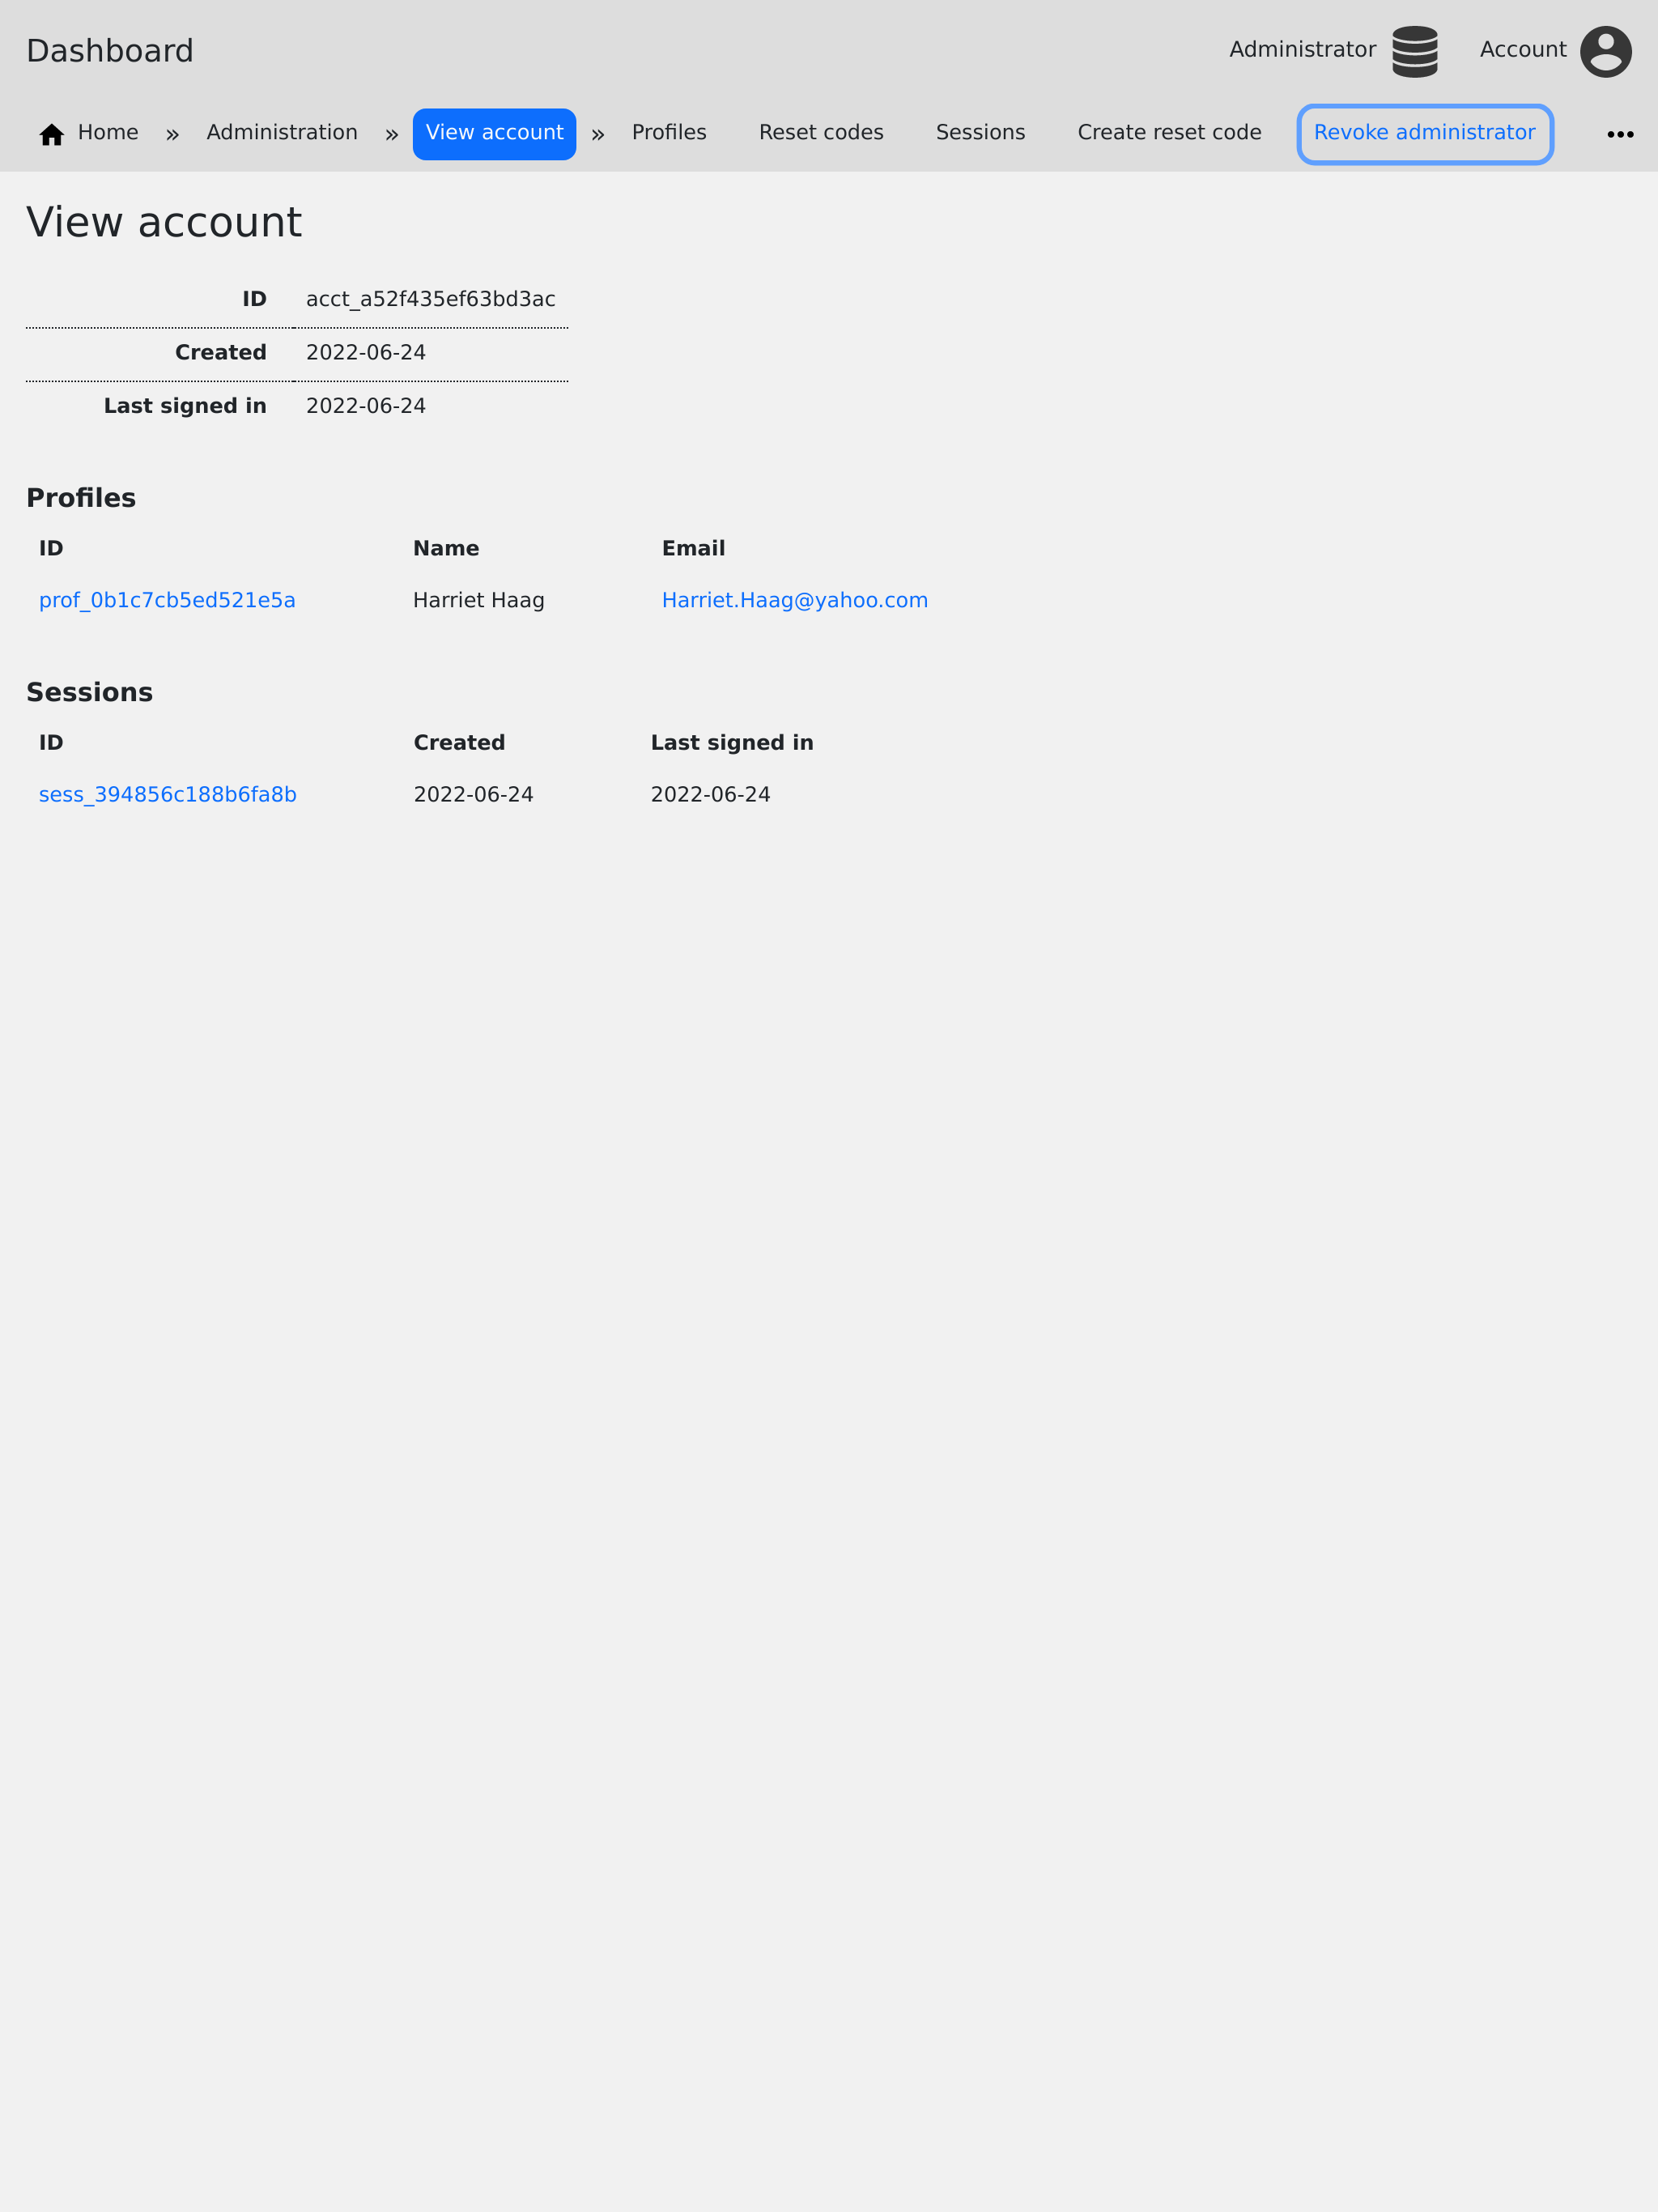 Dashboard
Administrator
Account
Home » Administration » View account » Profiles Reset codes Sessions Create reset code Revoke administrator
View account
ID acct_a52f435ef63bd3ac
Created 2022-06-24
Last signed in 2022-06-24
Profiles
ID Name Email
prof_0b1c7cb5ed521e5a Harriet Haag Harriet.Haag@yahoo.com
Sessions
ID Created Last signed in
sess_394856c188b6fa8b 2022-06-24 2022-06-24